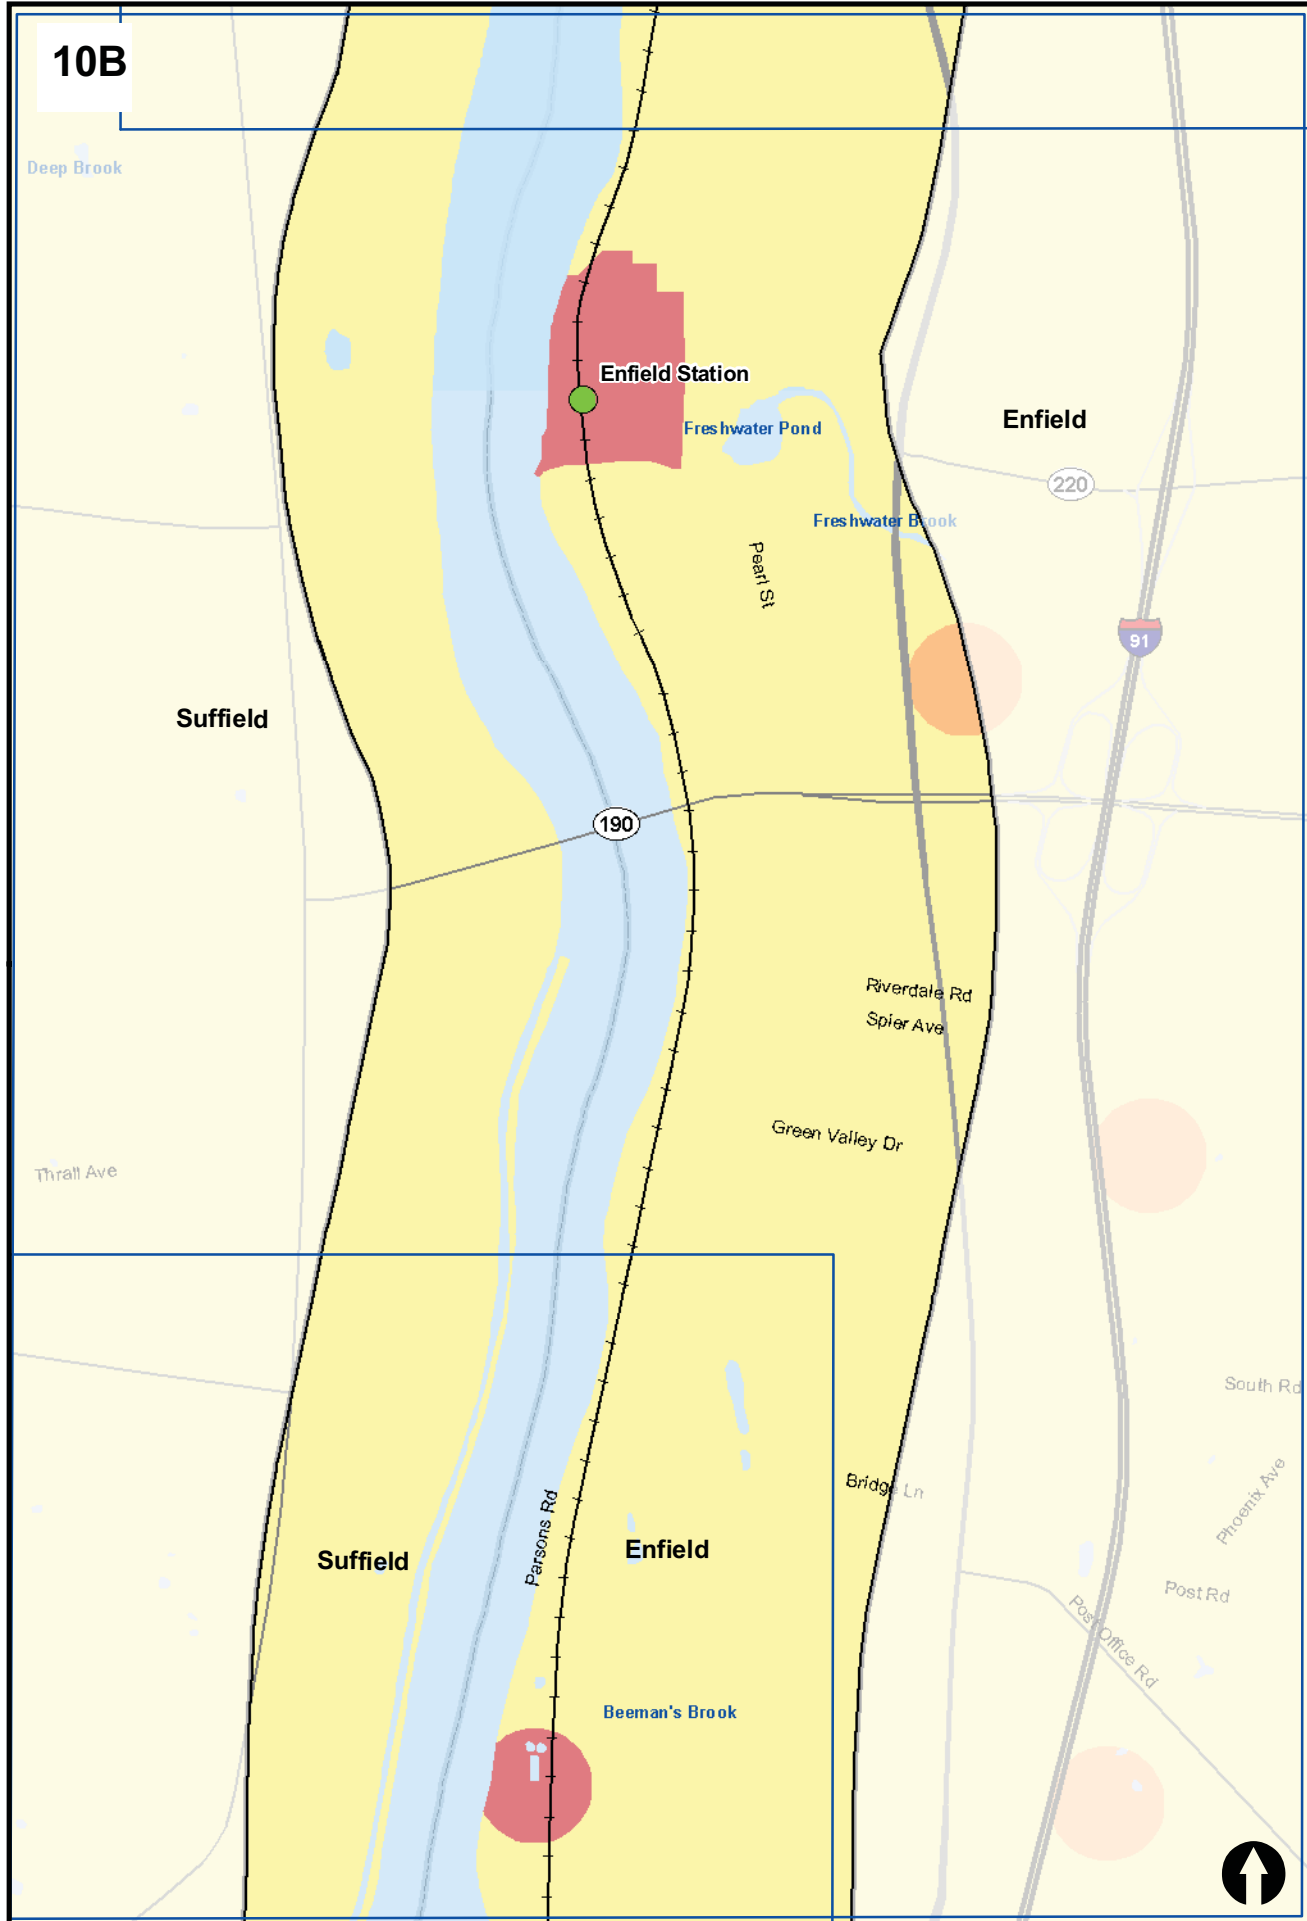 10B
Deep Brook
Enfield Station
Enfield
Freshwater Pond
220
Freshwater Brook
Pearl St
91
Suffield
190
Riverdale Rd
Spier Ave
Green Valley Dr
Thrall Ave
South Rd
Bridge Ln
Phoenix Ave
Parsons Rd
Enfield
Suffield
Post Rd
Post Office Rd
Beeman's Brook